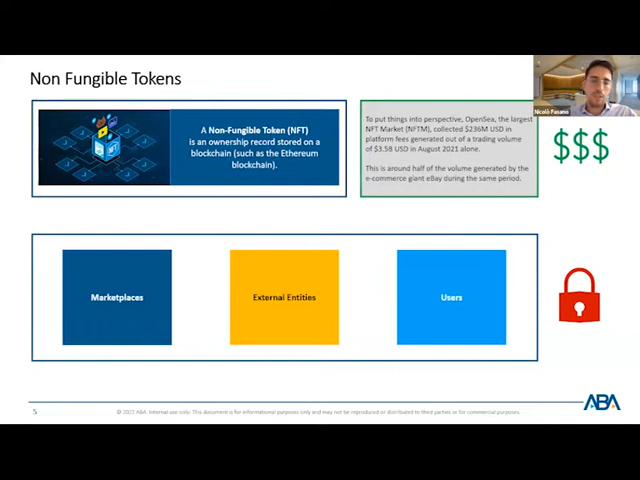 Non Fungible Tokens
Nicolò Fasano
A Non-Fungible Token (NFT)
is an ownership record stored on a
blockchain (such as the Ethereum
blockchain).
To put things into perspective, OpenSea, the largest
NFT Market (NFTM), collected $236M USD in
platform fees generated out of a trading volume
of $3.5B USD in August 2021 alone.
This is around half of the volume generated by the
e-commerce giant eBay during the same period.
$$$
Marketplaces
External Entities
Users
5
© 2022 ABA. Internal use only: This document is for informational purposes only and may not be reproduced or distributed to third parties or for commercial purposes.
ABA